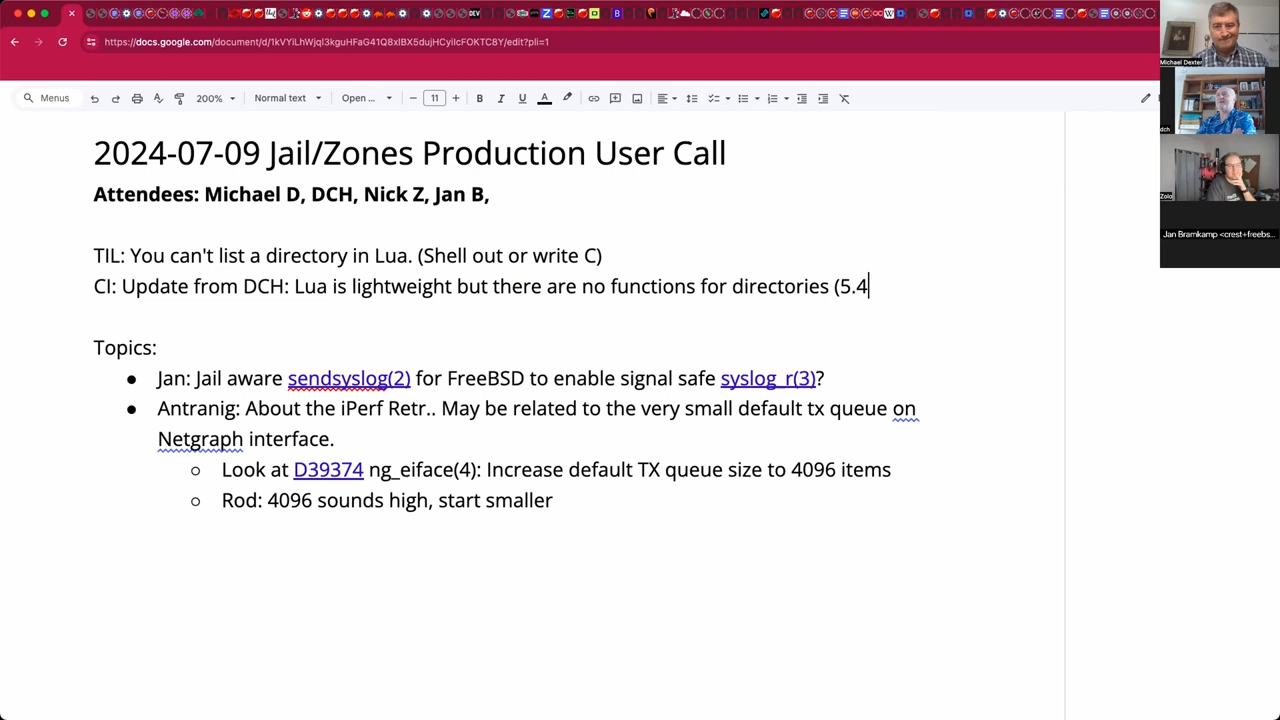 https://docs.google.com/document/d/1kVYiLhWjqI3kguHFaG41Q8xlBX5dujHCyiIcFOKTC8Y/edit?pli=1
Menus 200% Normal text Open ... 11 B I U A
2024-07-09 Jail/Zones Production User Call
Attendees: Michael D, DCH, Nick Z, Jan B,
TIL: You can't list a directory in Lua. (Shell out or write C)
CI: Update from DCH: Lua is lightweight but there are no functions for directories (5.4
Topics:
● Jan: Jail aware sendsyslog(2) for FreeBSD to enable signal safe syslog_r(3)?
● Antranig: About the iPerf Retr.. May be related to the very small default tx queue on
Netgraph interface.
○ Look at D39374 ng_eiface(4): Increase default TX queue size to 4096 items
○ Rod: 4096 sounds high, start smaller
Michael Dexter
dch
Zolo
Jan Bramkamp <crest+freebs...